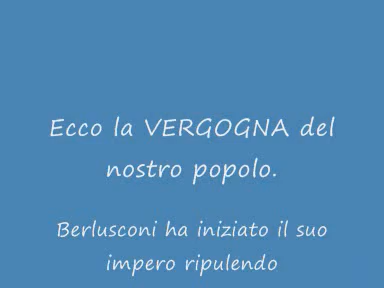 Ecco la VERGOGNA del
nostro popolo.
Berlusconi ha iniziato il suo
impero ripulendo